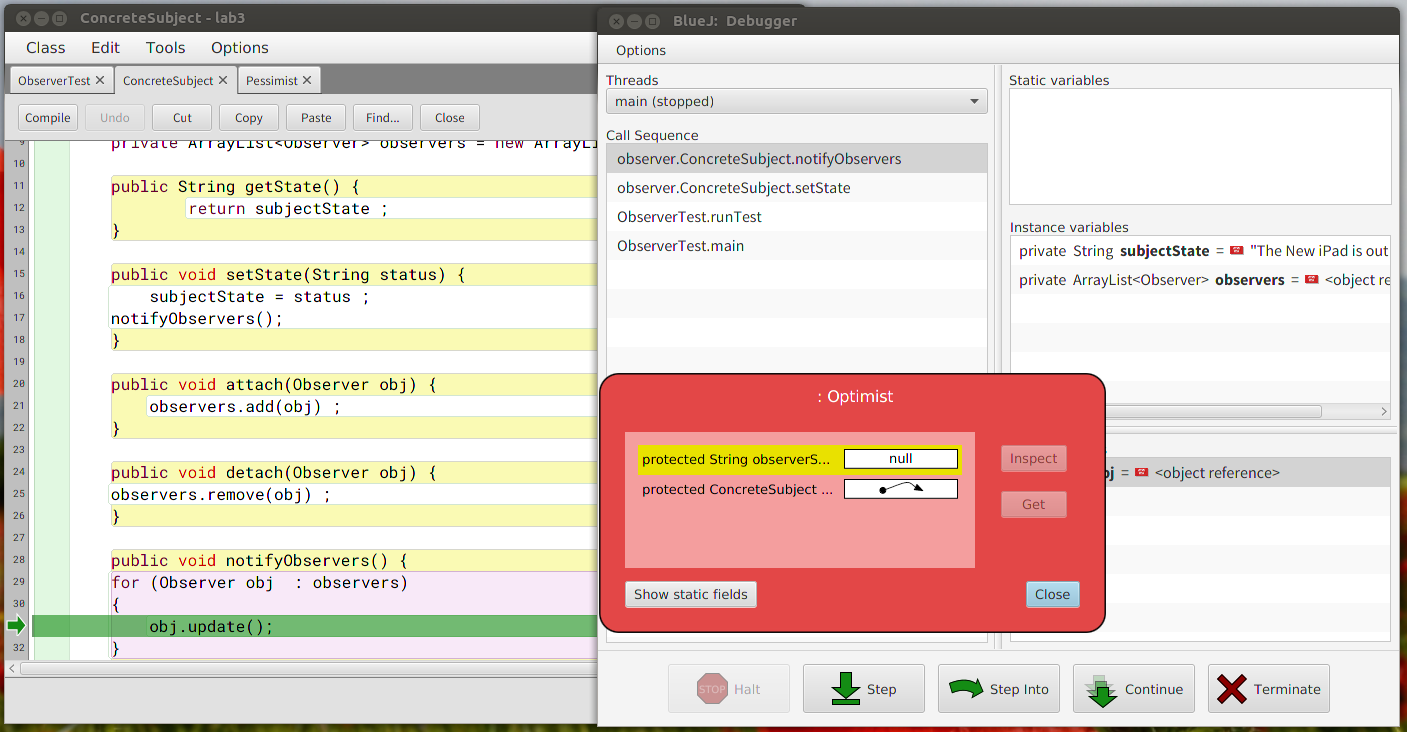 ConcreteSubject - lab3
Class Edit Tools Options
ObserverTest ConcreteSubject Pessimist
Compile Undo Cut Copy Paste Find... Close
9 private ArrayList<Observer> observers = new ArrayLi
10
11 public String getState() {
12 return subjectState ;
13 }
14
15 public void setState(String status) {
16 subjectState = status ;
17 notifyObservers();
18 }
19
20 public void attach(Observer obj) {
21 observers.add(obj) ;
22 }
23
24 public void detach(Observer obj) {
25 observers.remove(obj) ;
26 }
27
28 public void notifyObservers() {
29 for (Observer obj : observers)
30 {
obj.update();
32 }
BlueJ: Debugger
Options
Threads
main (stopped)
Call Sequence
observer.ConcreteSubject.notifyObservers
observer.ConcreteSubject.setState
ObserverTest.runTest
ObserverTest.main
Static variables
Instance variables
private String subjectState = "The New iPad is out
private ArrayList<Observer> observers = <object re
bj = <object reference>
: Optimist
protected String observerS... null
protected ConcreteSubject ...
Inspect
Get
Show static fields
Close
STOP Halt
Step
Step Into
Continue
Terminate